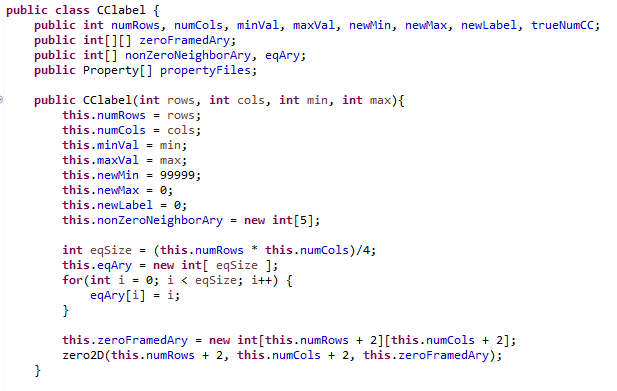 public class CClabel {
public int numRows, numCols, minVal, maxVal, newMin, newMax, newLabel, trueNumCC;
public int[][] zeroFramedAry;
public int[] nonZeroNeighborAry, eqAry;
public Property[] propertyFiles;
public CClabel(int rows, int cols, int min, int max){
this.numRows = rows;
this.numCols = cols;
this.minVal = min;
this.maxVal = max;
this.newMin = 99999;
this.newMax = 0;
this.newLabel = 0;
this.nonZeroNeighborAry = new int[5];
int eqSize = (this.numRows * this.numCols)/4;
this.eqAry = new int[ eqSize ];
for(int i = 0; i < eqSize; i++) {
eqAry[i] = i;
}
this.zeroFramedAry = new int[this.numRows + 2][this.numCols + 2];
zero2D(this.numRows + 2, this.numCols + 2, this.zeroFramedAry);
}